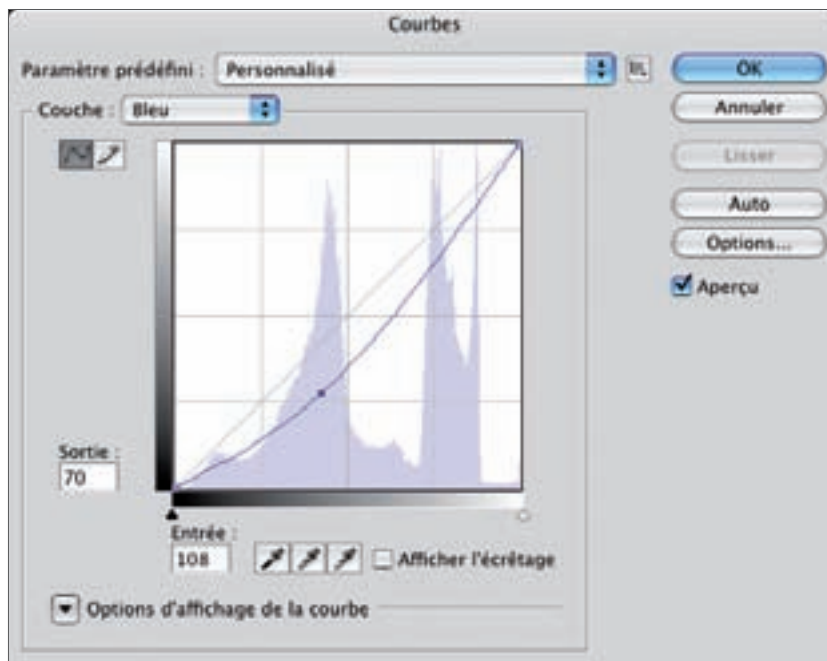 Courbes
Paramètre prédéfini : Personnalisé
OK
Couche : Bleu
Annuler
Lisser
Auto
Options...
Aperçu
Sortie :
70
Entrée :
108
Afficher l'écrêtage
Options d'affichage de la courbe